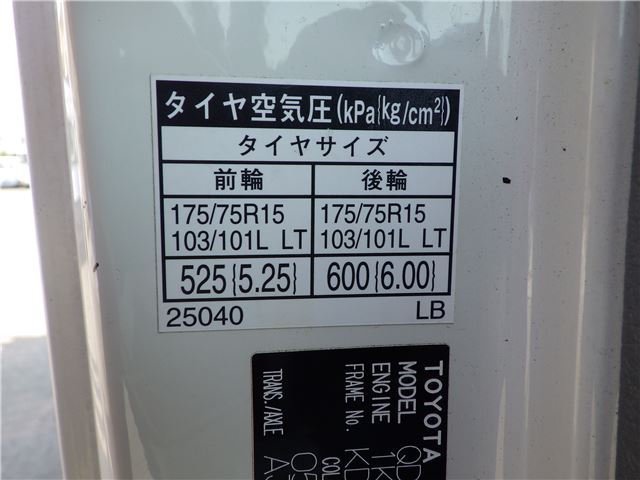 タイヤ空気圧(kPa{kg/cm²})
タイヤサイズ
前輪 後輪
175/75R15 175/75R15
103/101L LT 103/101L LT
525{5.25} 600{6.00}
25040 LB
TOYOTA
MODEL
ENGINE 1K
FRAME No. KD
TRANS./AXLE